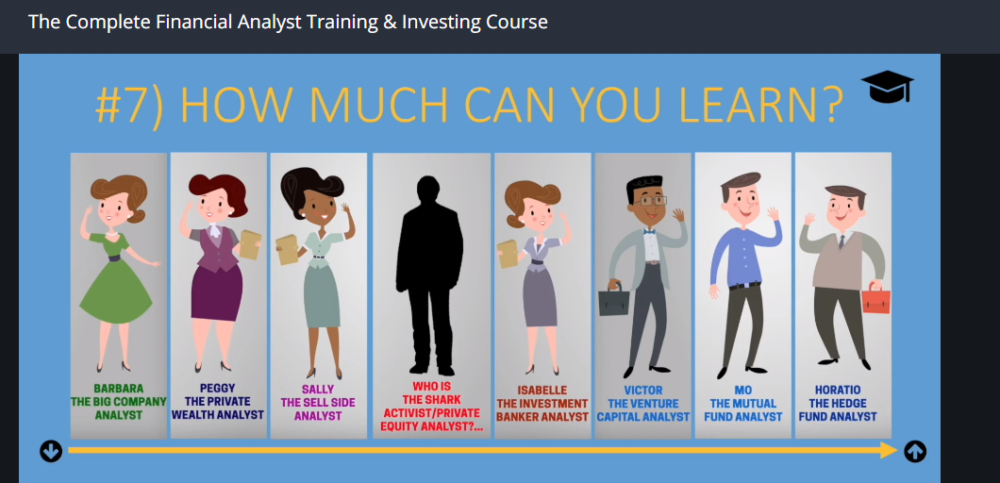 The Complete Financial Analyst Training & Investing Course
#7) HOW MUCH CAN YOU LEARN?
BARBARA
THE BIG COMPANY
ANALYST
PEGGY
THE PRIVATE
WEALTH ANALYST
SALLY
THE SELL SIDE
ANALYST
WHO IS
THE SHARK
ACTIVIST/PRIVATE
EQUITY ANALYST?...
ISABELLE
THE INVESTMENT
BANKER ANALYST
VICTOR
THE VENTURE
CAPITAL ANALYST
MO
THE MUTUAL
FUND ANALYST
HORATIO
THE HEDGE
FUND ANALYST